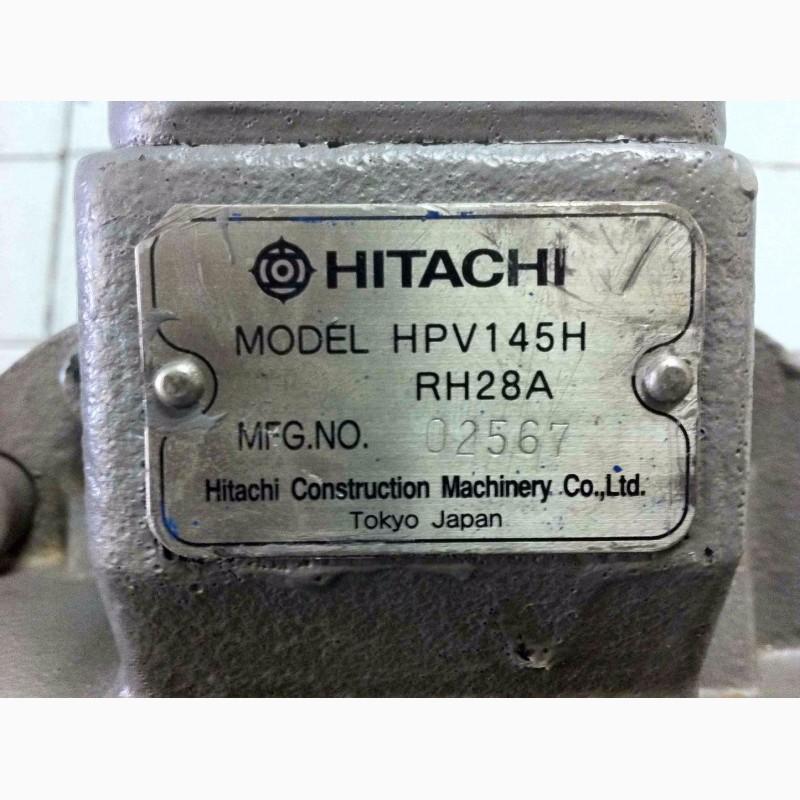 HITACHI
MODEL HPV145H
RH28A
MFG.NO. 02567
Hitachi Construction Machinery Co.,Ltd.
Tokyo Japan